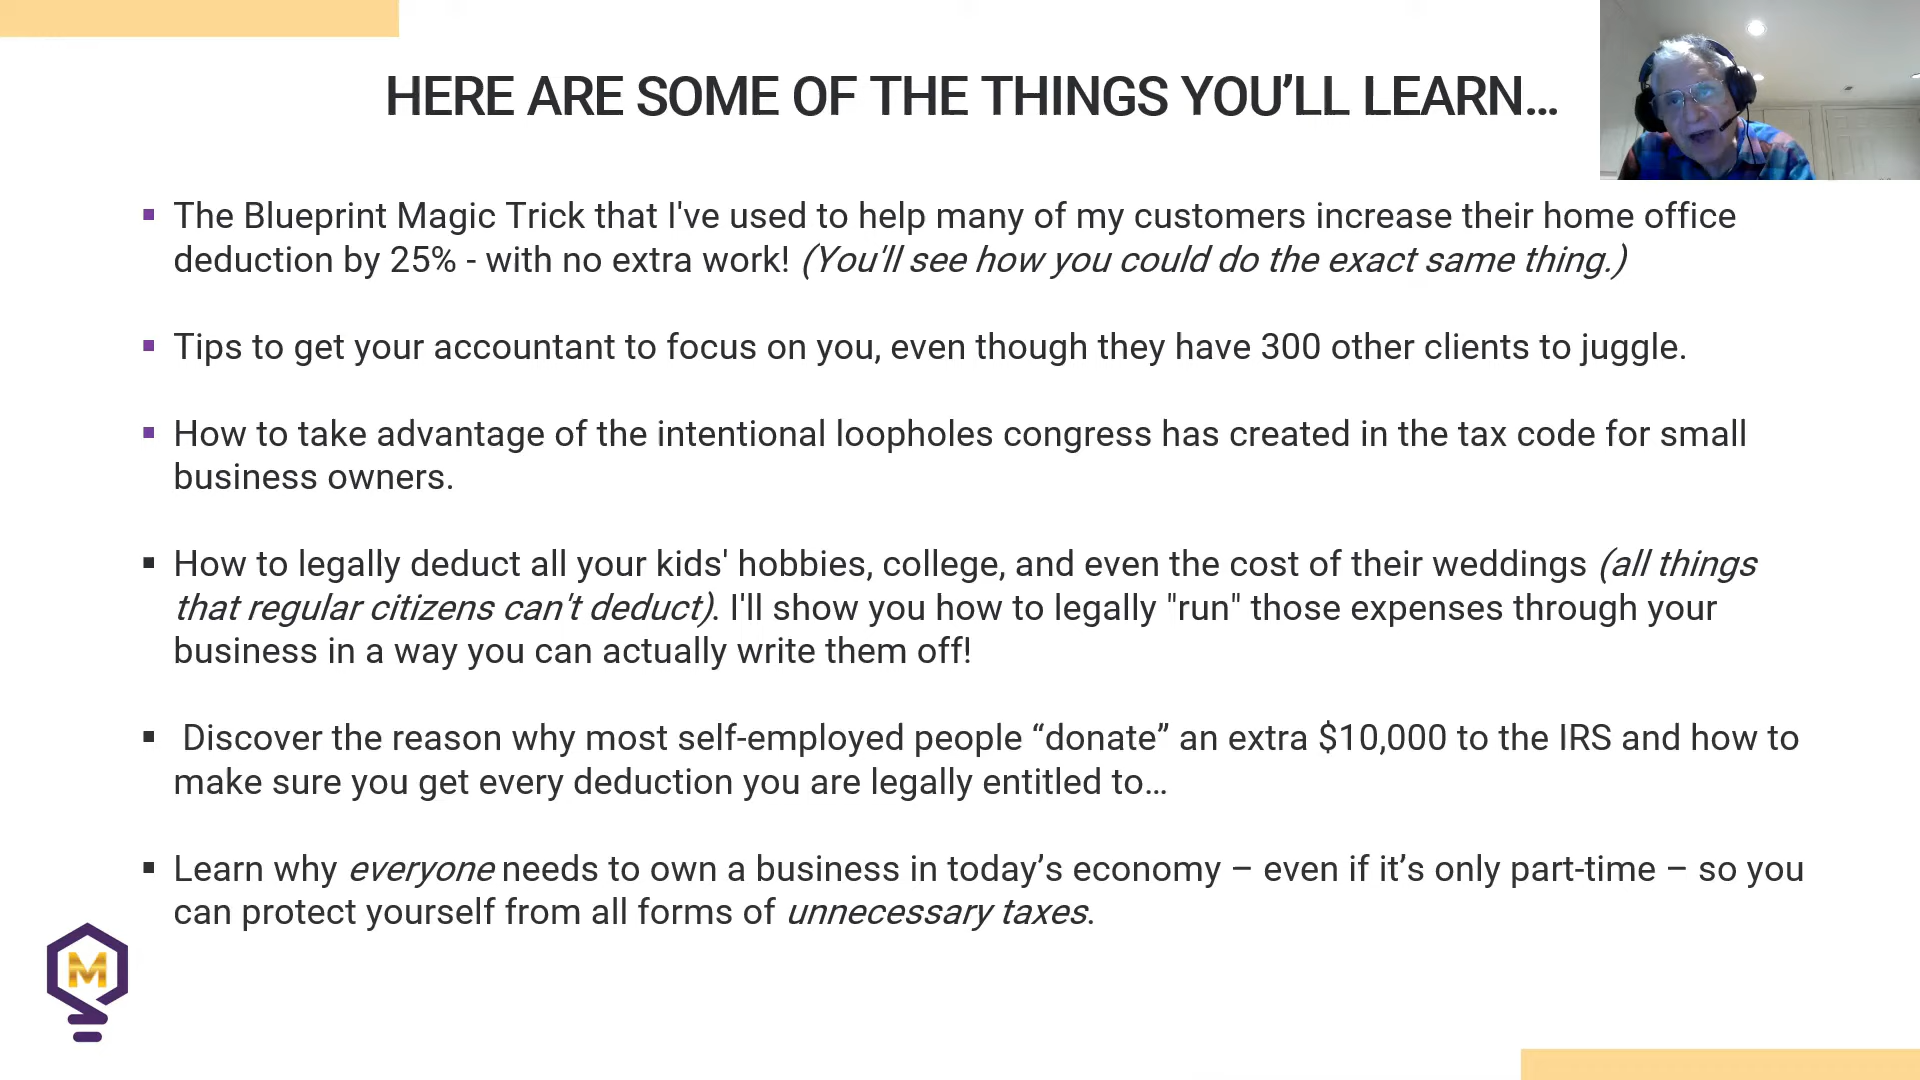 HERE ARE SOME OF THE THINGS YOU’LL LEARN…
▪ The Blueprint Magic Trick that I've used to help many of my customers increase their home office
deduction by 25% - with no extra work! (You'll see how you could do the exact same thing.)
▪ Tips to get your accountant to focus on you, even though they have 300 other clients to juggle.
▪ How to take advantage of the intentional loopholes congress has created in the tax code for small
business owners.
▪ How to legally deduct all your kids' hobbies, college, and even the cost of their weddings (all things
that regular citizens can't deduct). I'll show you how to legally "run" those expenses through your
business in a way you can actually write them off!
▪ Discover the reason why most self-employed people “donate” an extra $10,000 to the IRS and how to
make sure you get every deduction you are legally entitled to…
▪ Learn why everyone needs to own a business in today’s economy – even if it’s only part-time – so you
can protect yourself from all forms of unnecessary taxes.
M